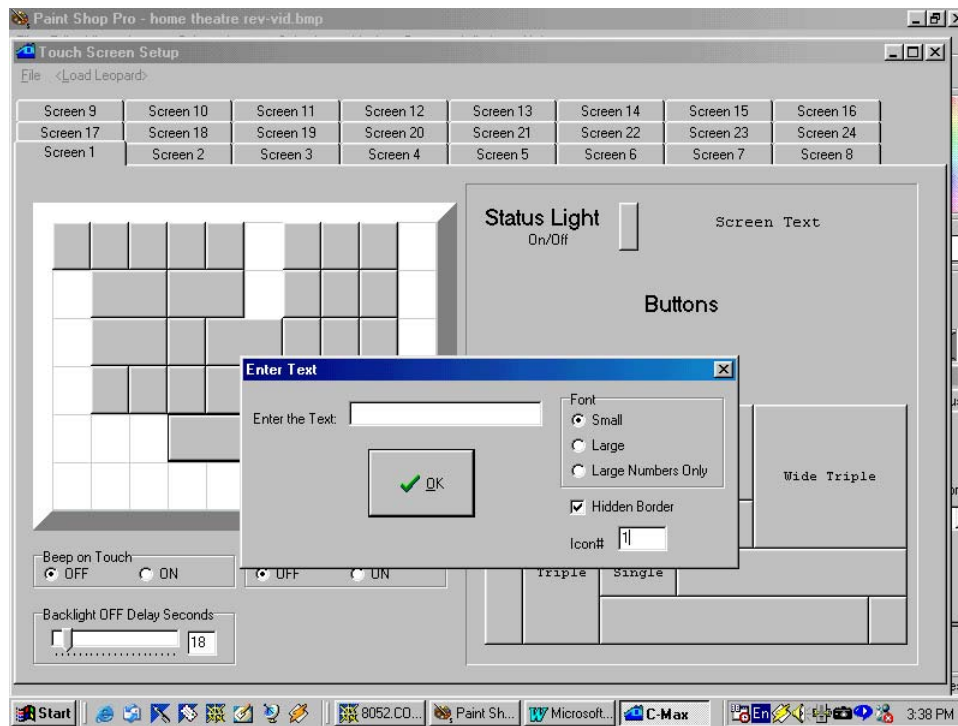 Paint Shop Pro - home theatre rev-vid.bmp
Touch Screen Setup
File <Load Leopard>
Screen 9 Screen 10 Screen 11 Screen 12 Screen 13 Screen 14 Screen 15 Screen 16
Screen 17 Screen 18 Screen 19 Screen 20 Screen 21 Screen 22 Screen 23 Screen 24
Screen 1 Screen 2 Screen 3 Screen 4 Screen 5 Screen 6 Screen 7 Screen 8
Status Light
On/Off
Screen Text
Buttons
Enter Text
Enter the Text:
Font
Small
Large
Large Numbers Only
OK
Hidden Border
Icon# 1
Wide Triple
Triple Single
Beep on Touch
OFF ON
OFF ON
Backlight OFF Delay Seconds
18
Start 8052.CO... Paint Sh... Microsoft... C-Max En 3:38 PM